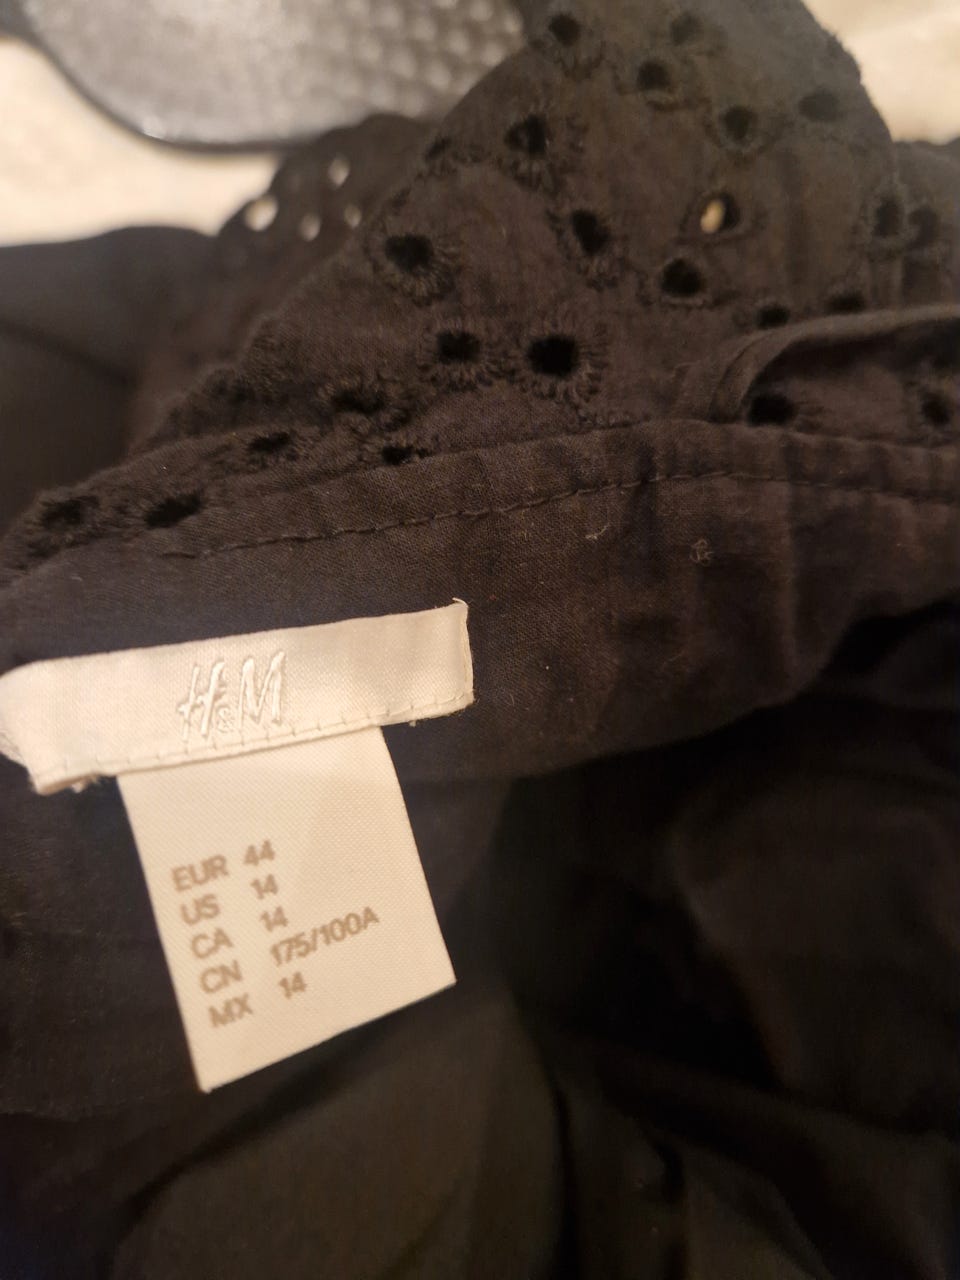 H&M
EUR 44
US 14
CA 14
CN 175/100A
MX 14